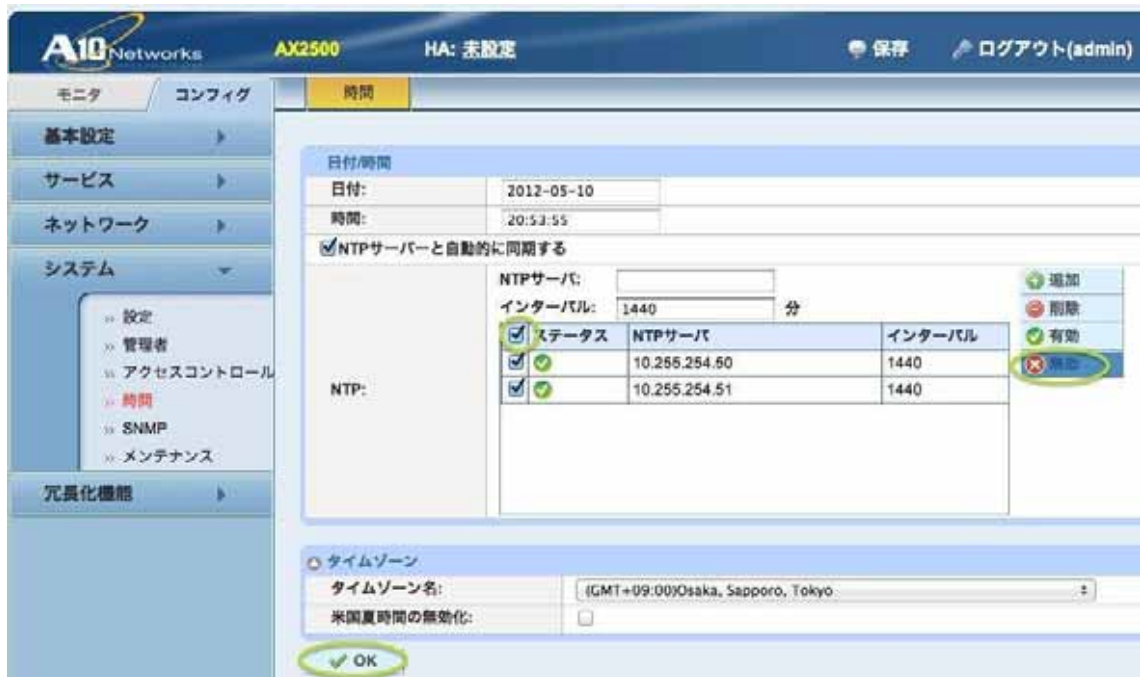 A10 Networks
AX2500
HA: 未設定
保存
ログアウト(admin)
モニタ
コンフィグ
時間
基本設定
サービス
ネットワーク
システム
設定
管理者
アクセスコントロール
時間
SNMP
メンテナンス
冗長化機能
日付/時間
日付:
2012-05-10
時間:
20:53:55
NTPサーバーと自動的に同期する
NTP:
NTPサーバ:
インターバル:
1440
分
追加
削除
有効
無効
ステータス NTPサーバ インターバル
10.255.254.50 1440
10.255.254.51 1440
タイムゾーン
タイムゾーン名:
(GMT+09:00)Osaka, Sapporo, Tokyo
米国夏時間の無効化:
OK